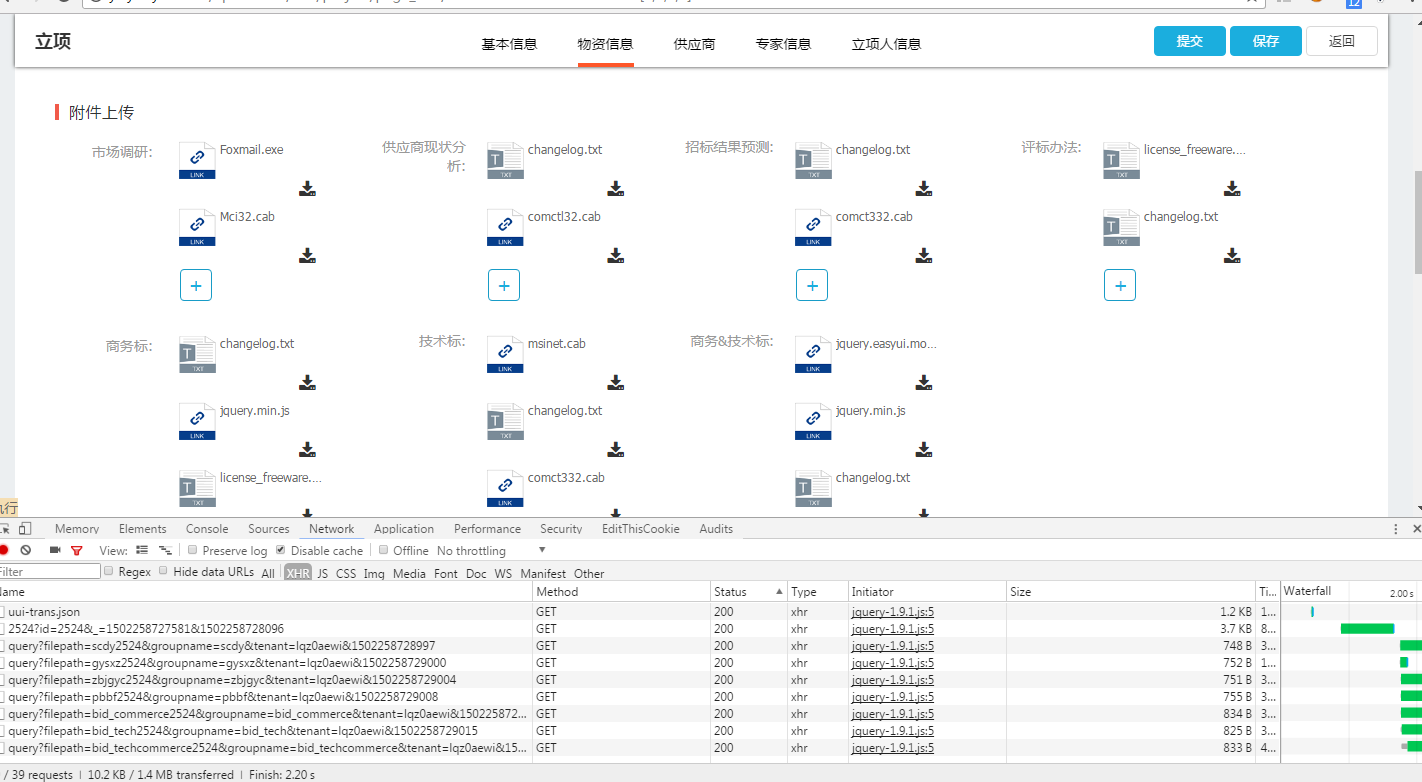 12
立项
基本信息 物资信息 供应商 专家信息 立项人信息 提交 保存 返回
附件上传
市场调研: Foxmail.exe 供应商现状分析: changelog.txt 招标结果预测: changelog.txt 评标办法: license_freeware....
LINK TXT TXT TXT
Mci32.cab comctl32.cab comct332.cab changelog.txt
LINK LINK LINK TXT
+ + + +
商务标: changelog.txt 技术标: msinet.cab 商务&技术标: jquery.easyui.mo...
TXT LINK LINK
jquery.min.js changelog.txt jquery.min.js
LINK TXT LINK
license_freeware.... comct332.cab changelog.txt
TXT LINK TXT
行
Memory Elements Console Sources Network Application Performance Security EditThisCookie Audits
View: Preserve log Disable cache Offline No throttling
Filter Regex Hide data URLs All XHR JS CSS Img Media Font Doc WS Manifest Other
Name Method Status Type Initiator Size Ti... Waterfall 2.00 s
uui-trans.json GET 200 xhr jquery-1.9.1.js:5 1.2 KB 1...
2524?id=2524&_=1502258727581&1502258728096 GET 200 xhr jquery-1.9.1.js:5 3.7 KB 8...
query?filepath=scdy2524&groupname=scdy&tenant=lqz0aewi&1502258728997 GET 200 xhr jquery-1.9.1.js:5 748 B 3...
query?filepath=gysxz2524&groupname=gysxz&tenant=lqz0aewi&1502258729000 GET 200 xhr jquery-1.9.1.js:5 752 B 1...
query?filepath=zbjgyc2524&groupname=zbjgyc&tenant=lqz0aewi&1502258729004 GET 200 xhr jquery-1.9.1.js:5 751 B 3...
query?filepath=pbbf2524&groupname=pbbf&tenant=lqz0aewi&1502258729008 GET 200 xhr jquery-1.9.1.js:5 755 B 3...
query?filepath=bid_commerce2524&groupname=bid_commerce&tenant=lqz0aewi&150225872... GET 200 xhr jquery-1.9.1.js:5 834 B 3...
query?filepath=bid_tech2524&groupname=bid_tech&tenant=lqz0aewi&1502258729015 GET 200 xhr jquery-1.9.1.js:5 825 B 3...
query?filepath=bid_techcommerce2524&groupname=bid_techcommerce&tenant=lqz0aewi&15... GET 200 xhr jquery-1.9.1.js:5 833 B 4...
/ 39 requests | 10.2 KB / 1.4 MB transferred | Finish: 2.20 s